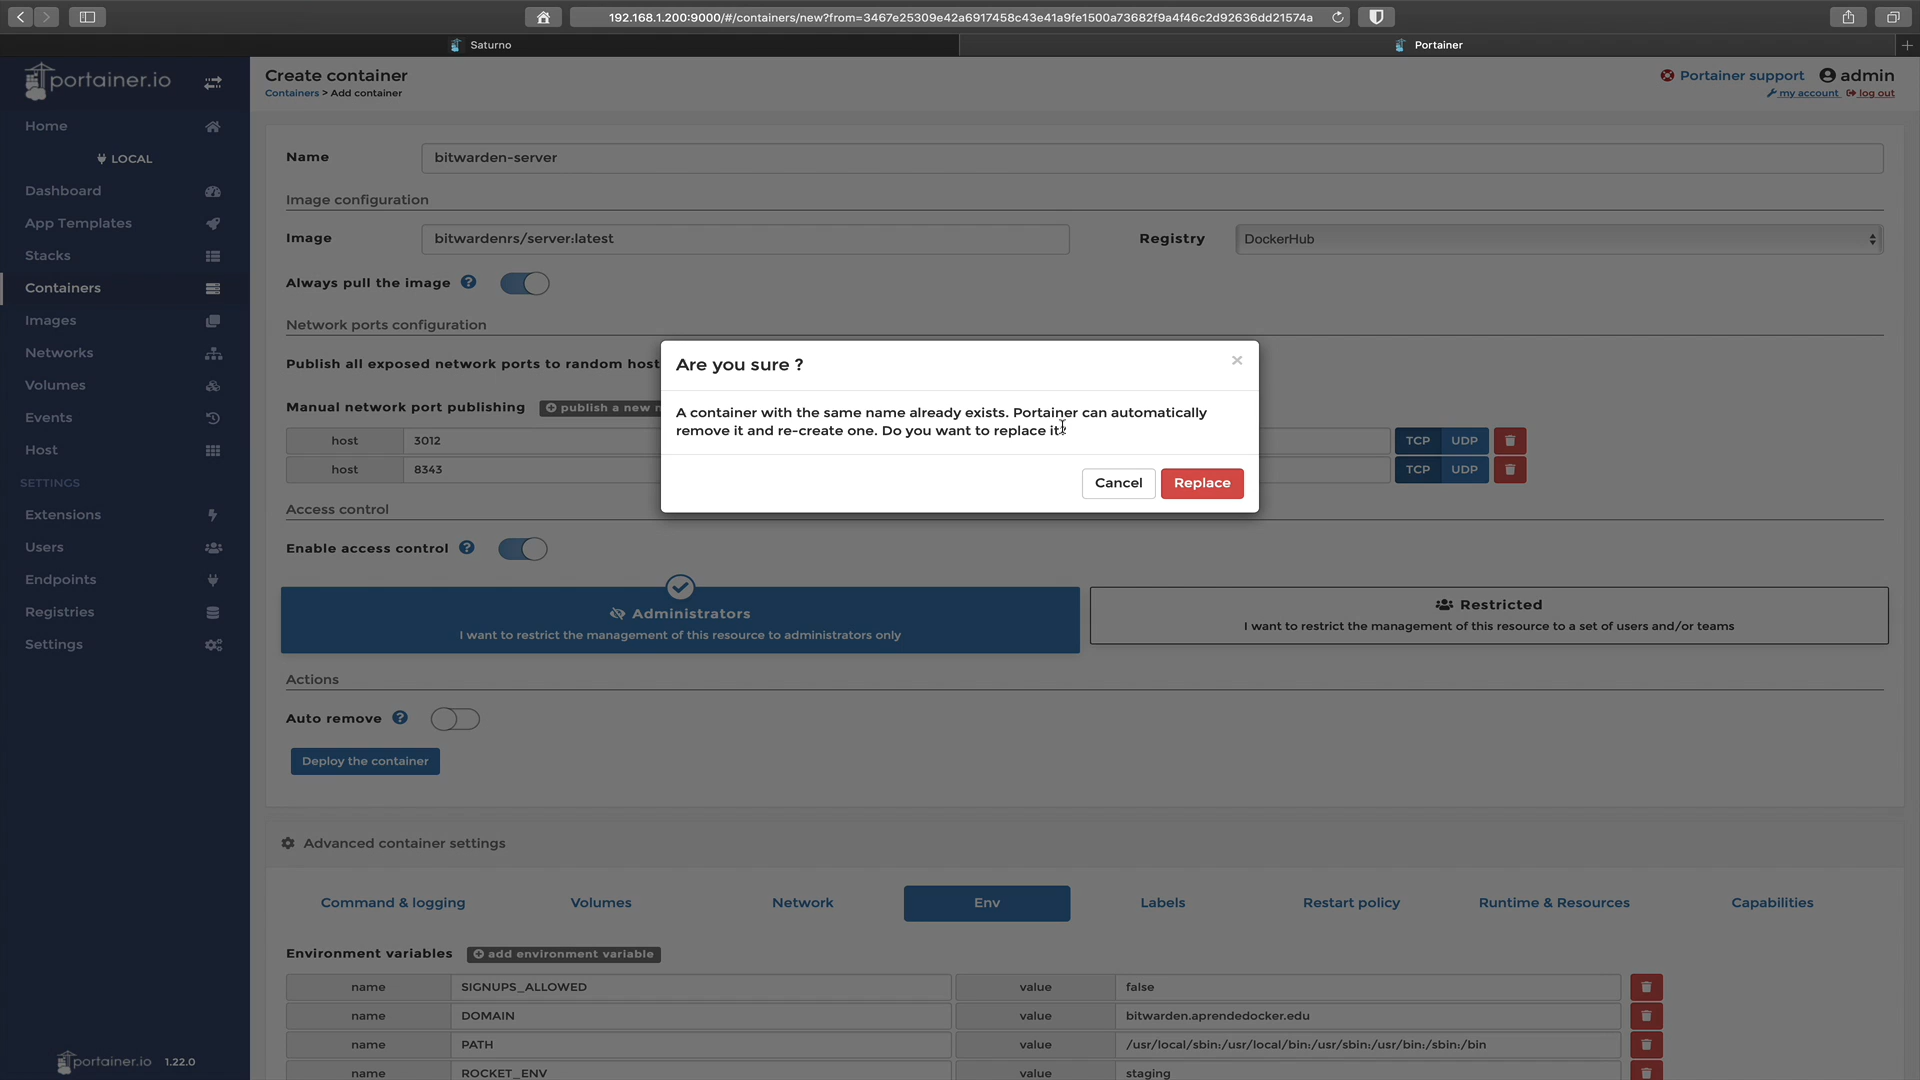 192.168.1.200:9000/#/containers/new?from=3467e25309e42a6917458c43e41a9fe1500a73682f9a4f46c2d92636dd21574a
Saturno
Portainer
portainer.io
Create container
Containers > Add container
Portainer support
admin
my account
log out
Home
LOCAL
Dashboard
App Templates
Stacks
Containers
Images
Networks
Volumes
Events
Host
SETTINGS
Extensions
Users
Endpoints
Registries
Settings
portainer.io 1.22.0
Name
bitwarden-server
Image configuration
Image
bitwardenrs/server:latest
Registry
DockerHub
Always pull the image
Network ports configuration
Publish all exposed network ports to random host
Manual network port publishing
publish a new
host
3012
TCP
UDP
host
8343
TCP
UDP
Are you sure ?
×
A container with the same name already exists. Portainer can automatically
remove it and re-create one. Do you want to replace it?
Cancel
Replace
Access control
Enable access control
Administrators
I want to restrict the management of this resource to administrators only
Restricted
I want to restrict the management of this resource to a set of users and/or teams
Actions
Auto remove
Deploy the container
Advanced container settings
Command & logging
Volumes
Network
Env
Labels
Restart policy
Runtime & Resources
Capabilities
Environment variables
add environment variable
name
SIGNUPS_ALLOWED
value
false
name
DOMAIN
value
bitwarden.aprendedocker.edu
name
PATH
value
/usr/local/sbin:/usr/local/bin:/usr/sbin:/usr/bin:/sbin:/bin
name
ROCKET_ENV
value
staging